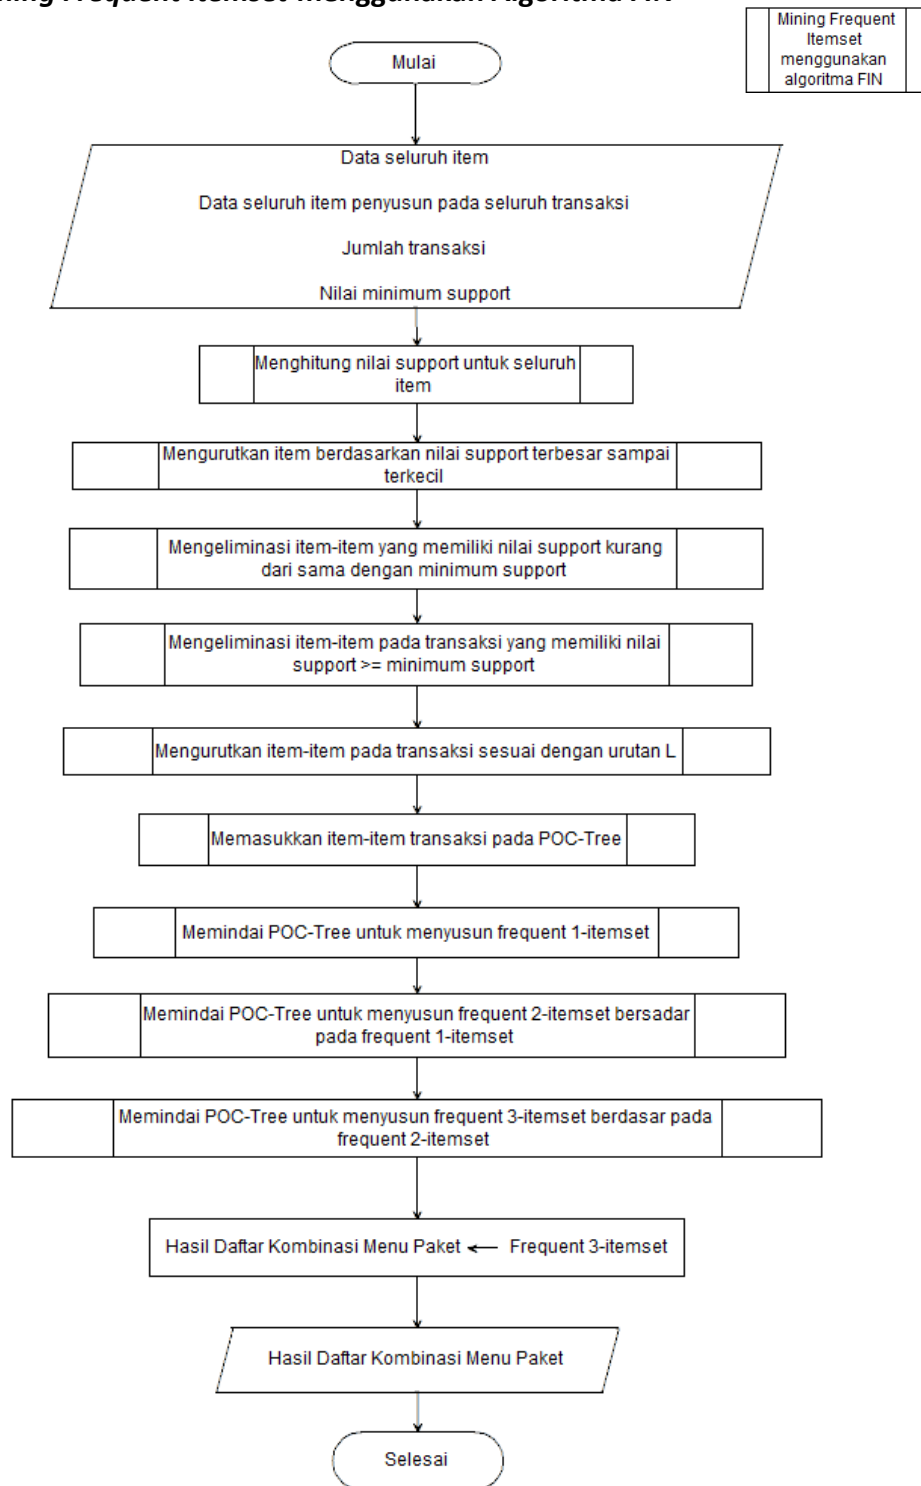 Frequent Itemset menggunakan Algoritma FIN
Mining Frequent
Itemset
menggunakan
algoritma FIN
Mulai
Data seluruh item
Data seluruh item penyusun pada seluruh transaksi
Jumlah transaksi
Nilai minimum support
Menghitung nilai support untuk seluruh
item
Mengurutkan item berdasarkan nilai support terbesar sampai
terkecil
Mengeliminasi item-item yang memiliki nilai support kurang
dari sama dengan minimum support
Mengeliminasi item-item pada transaksi yang memiliki nilai
support >= minimum support
Mengurutkan item-item pada transaksi sesuai dengan urutan L
Memasukkan item-item transaksi pada POC-Tree
Memindai POC-Tree untuk menyusun frequent 1-itemset
Memindai POC-Tree untuk menyusun frequent 2-itemset bersadar
pada frequent 1-itemset
Memindai POC-Tree untuk menyusun frequent 3-itemset berdasar pada
frequent 2-itemset
Hasil Daftar Kombinasi Menu Paket ← Frequent 3-itemset
Hasil Daftar Kombinasi Menu Paket
Selesai